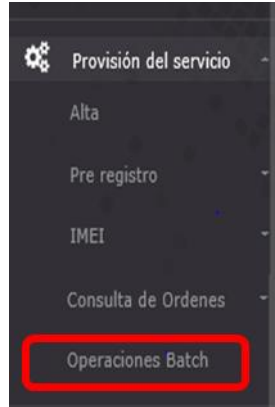 Provisión del servicio
Alta
Pre registro
IMEI
Consulta de Ordenes
Operaciones Batch